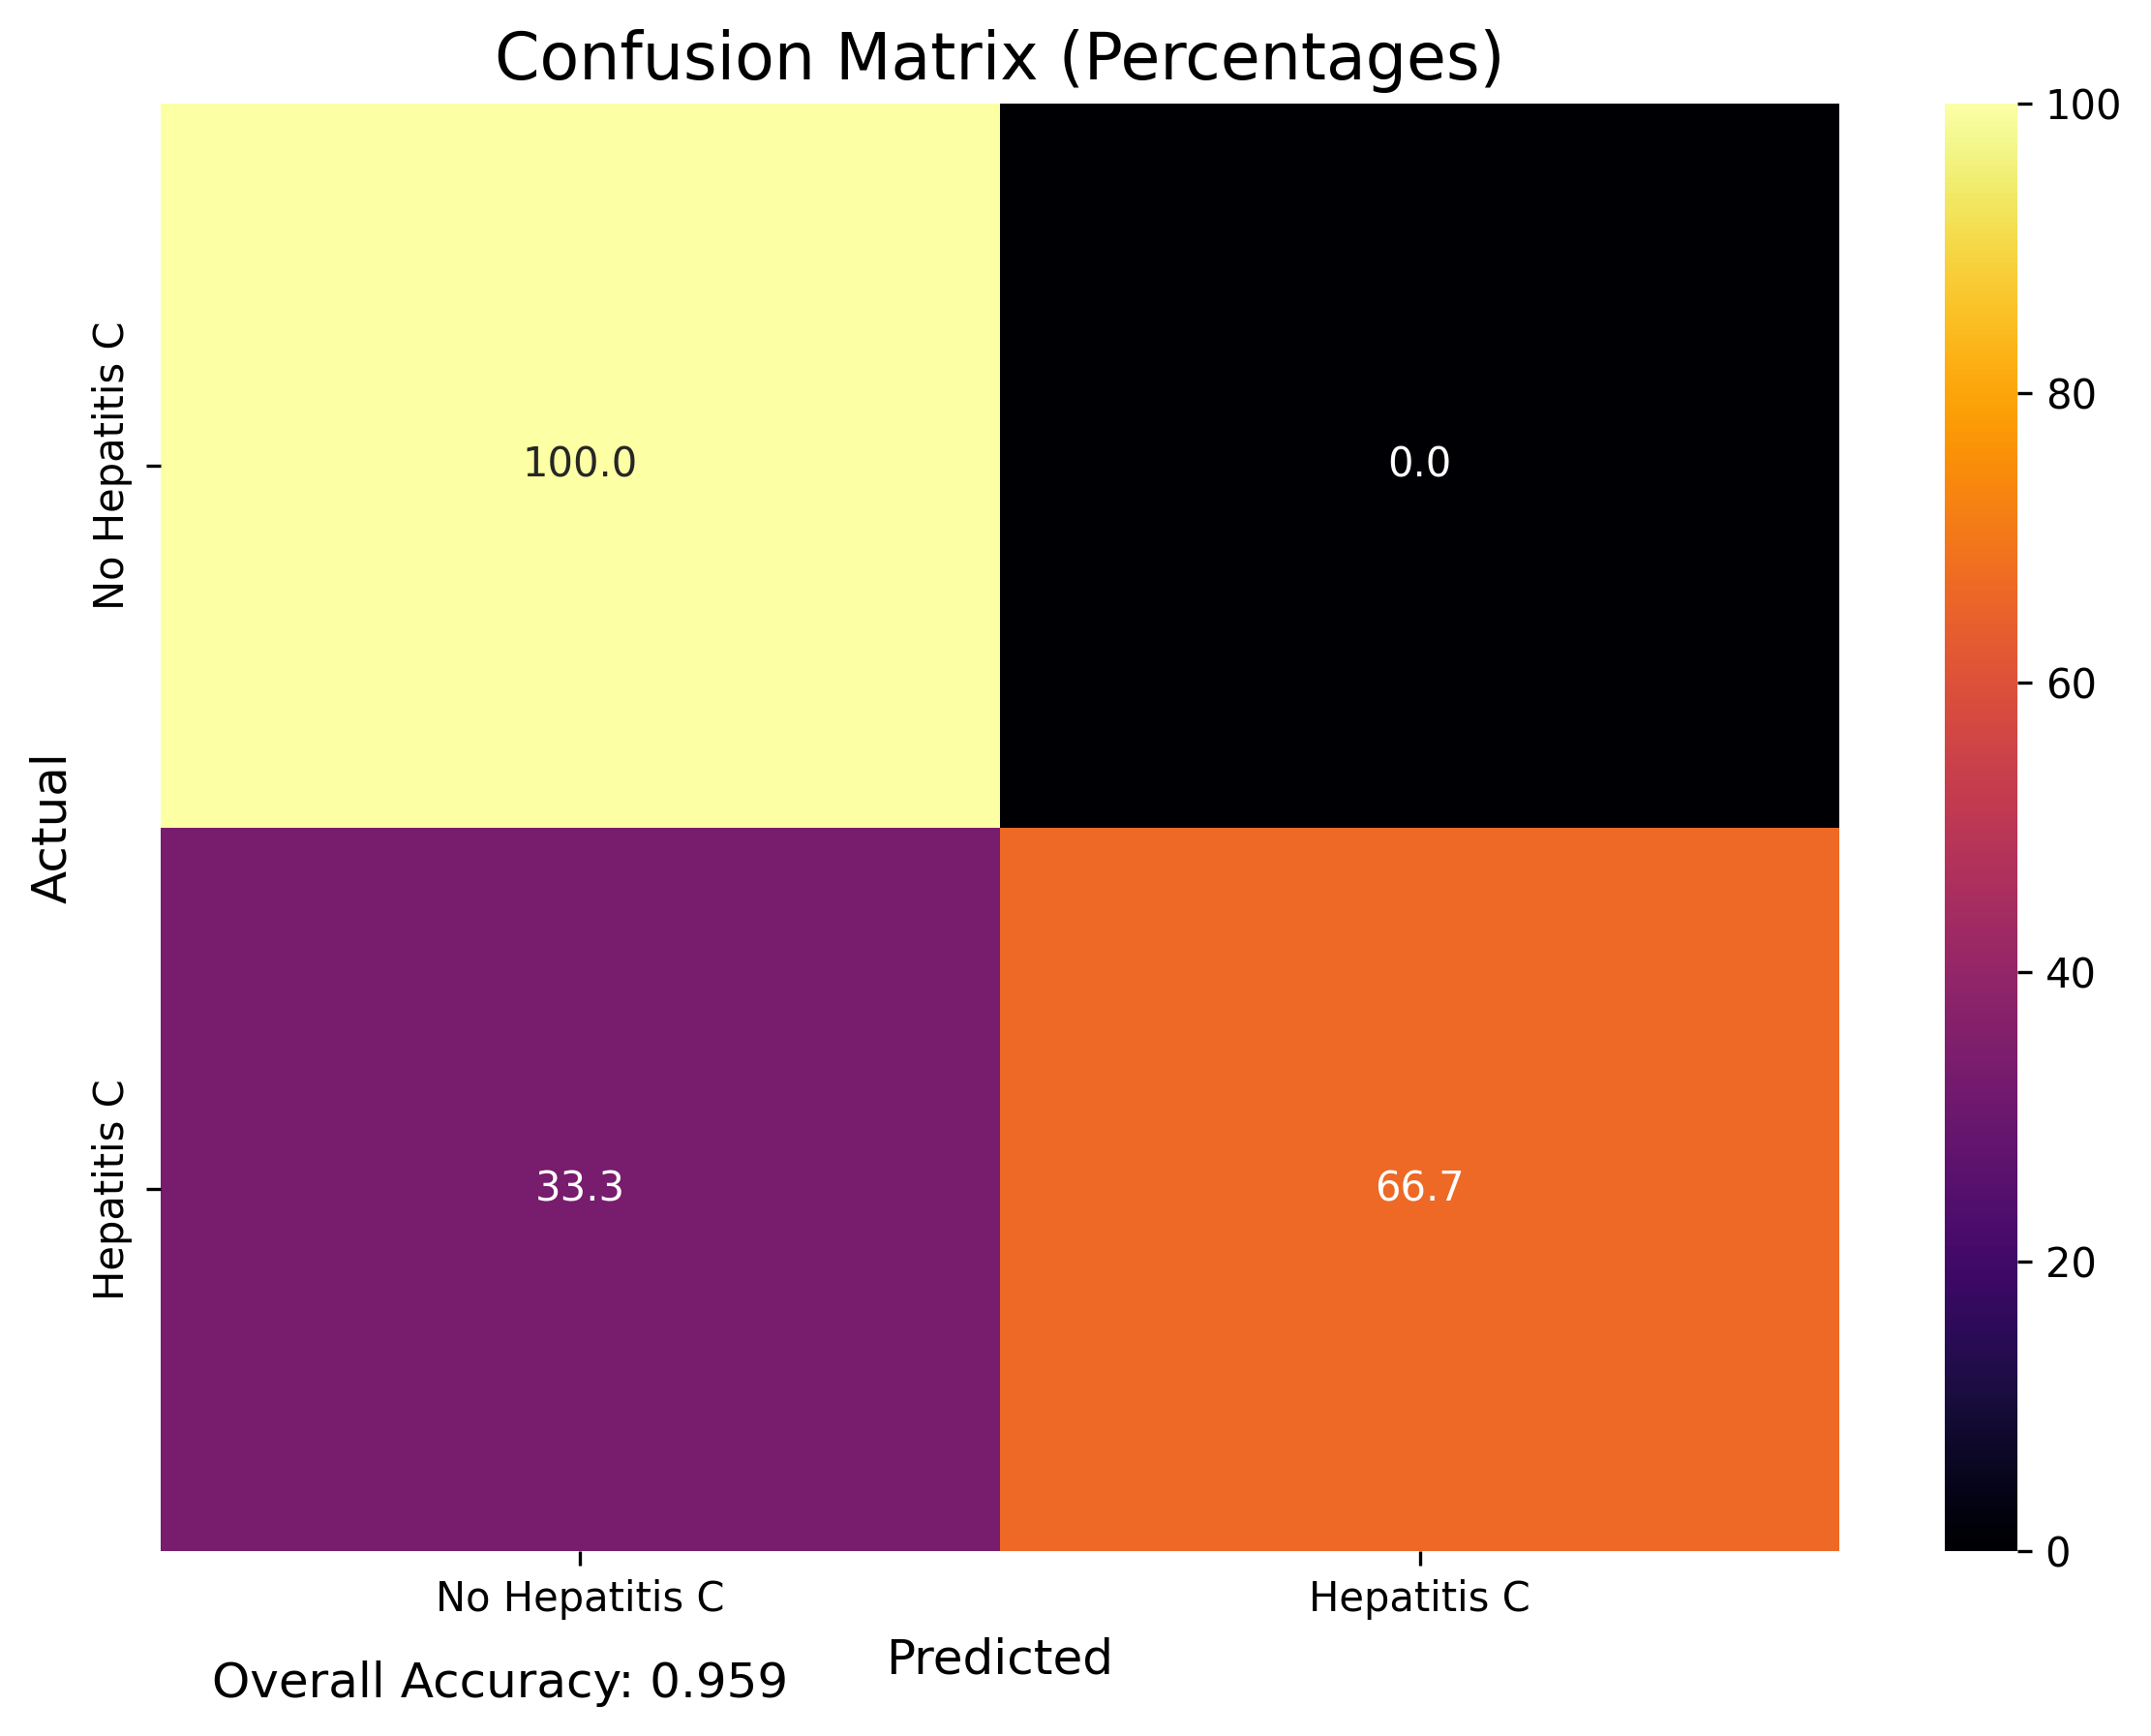 Confusion Matrix (Percentages)
Actual
No Hepatitis C
Hepatitis C
100.0
0.0
33.3
66.7
100
80
60
40
20
0
No Hepatitis C
Hepatitis C
Predicted
Overall Accuracy: 0.959